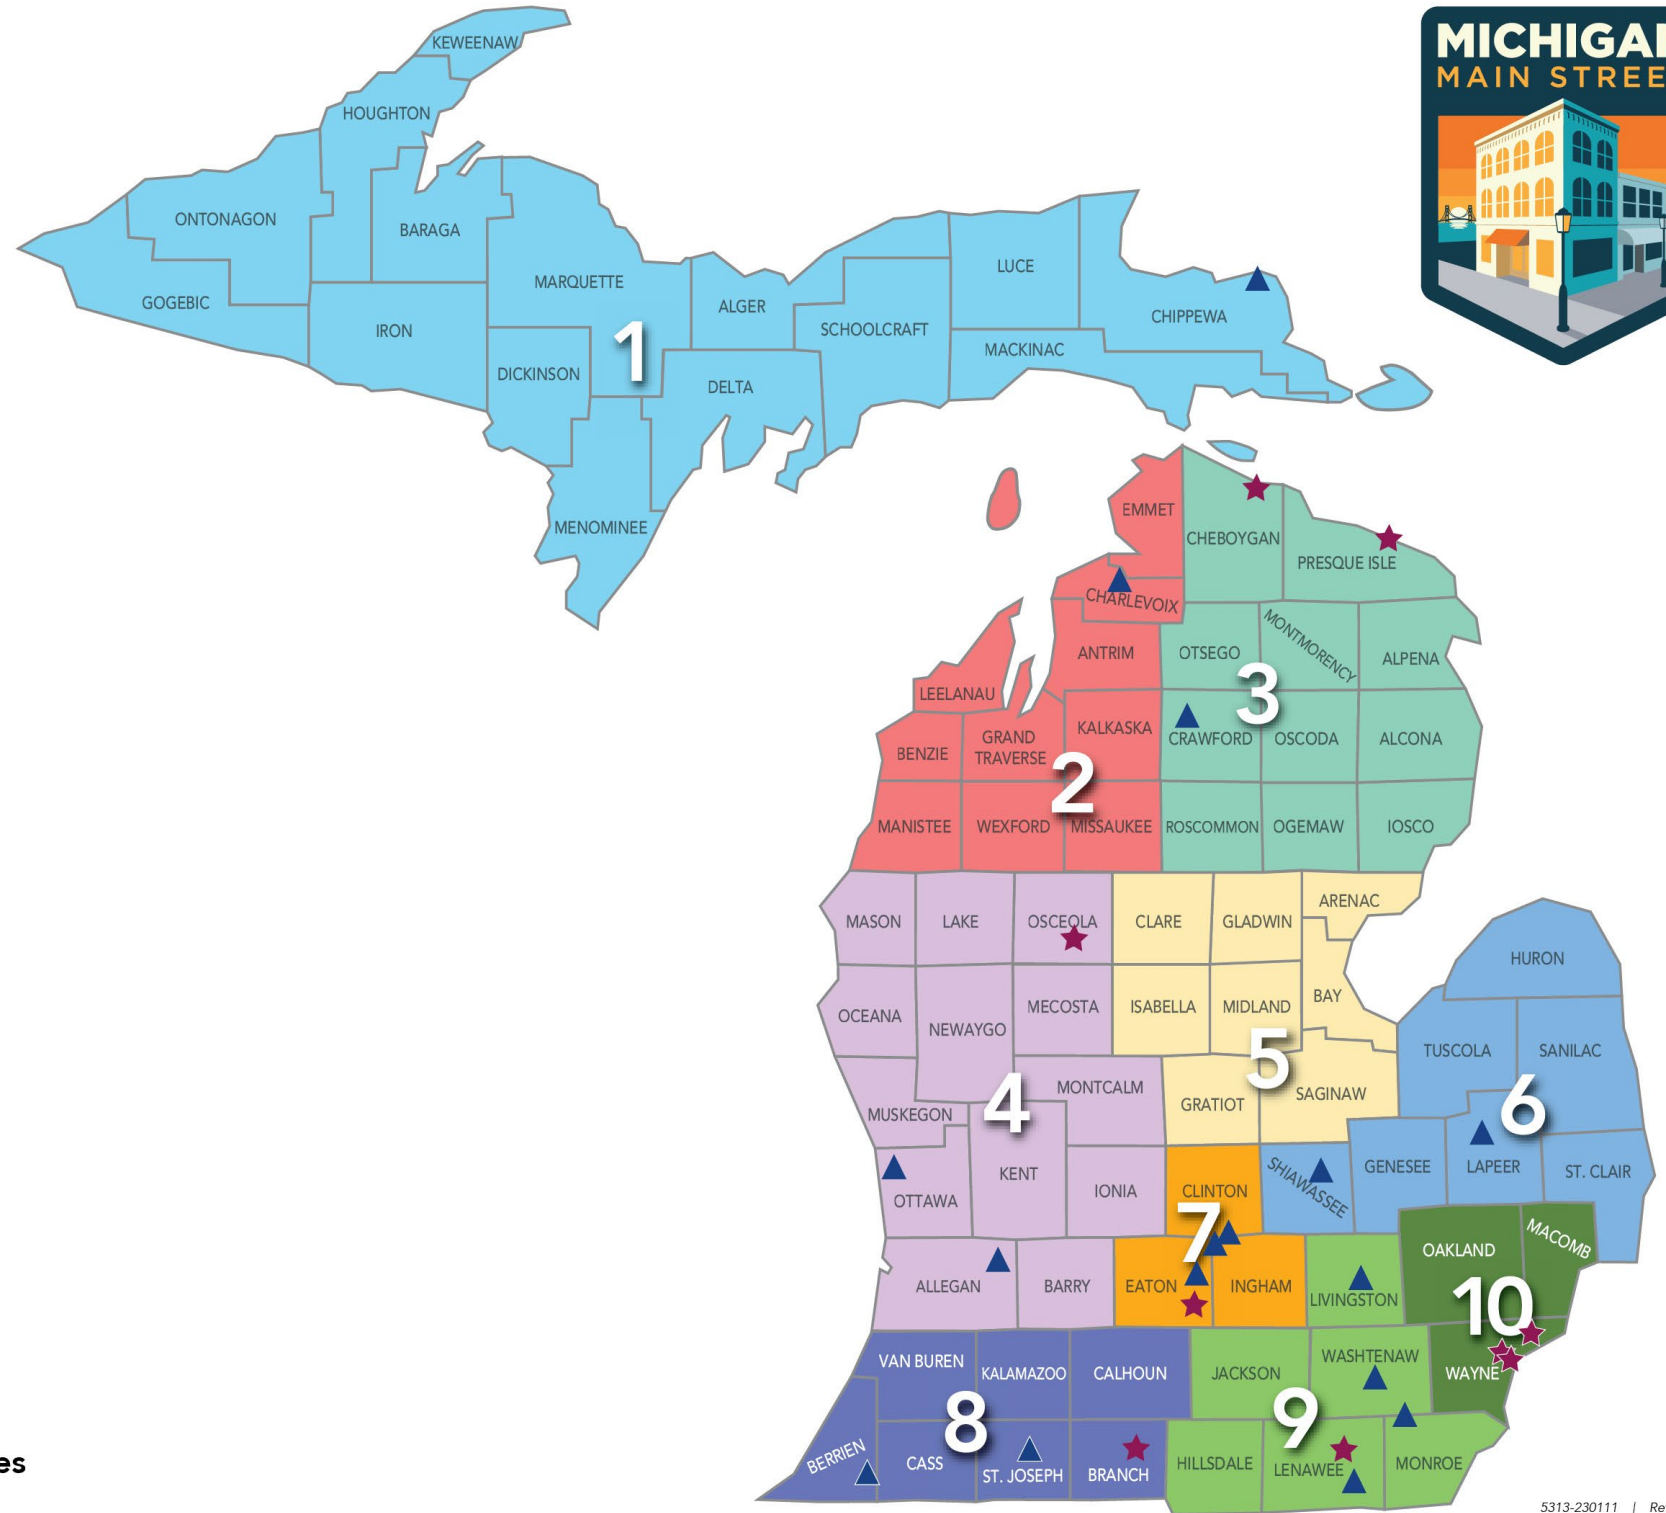 MICHIGA
MAIN STREE
KEWEENAW
HOUGHTON
ONTONAGON
BARAGA
GOGEBIC
MARQUETTE
IRON
ALGER
LUCE
CHIPPEWA
SCHOOLCRAFT
MACKINAC
1
DICKINSON
DELTA
MENOMINEE
EMMET
CHEBOYGAN
PRESQUE ISLE
CHARLEVOIX
ANTRIM
OTSEGO
MONTMORENCY
ALPENA
3
LEELANAU
BENZIE
GRAND
TRAVERSE
KALKASKA
CRAWFORD
OSCODA
ALCONA
2
MANISTEE
WEXFORD
MISSAUKEE
ROSCOMMON
OGEMAW
IOSCO
MASON
LAKE
OSCEOLA
CLARE
GLADWIN
ARENAC
HURON
OCEANA
NEWAYGO
MECOSTA
ISABELLA
MIDLAND
BAY
TUSCOLA
SANILAC
5
MUSKEGON
4
MONTCALM
GRATIOT
SAGINAW
6
OTTAWA
KENT
IONIA
CLINTON
SHIAWASSEE
GENESEE
LAPEER
ST. CLAIR
7
ALLEGAN
BARRY
EATON
INGHAM
LIVINGSTON
OAKLAND
MACOMB
10
VAN BUREN
KALAMAZOO
CALHOUN
JACKSON
WASHTENAW
WAYNE
8
9
BERRIEN
CASS
ST. JOSEPH
BRANCH
HILLSDALE
LENAWEE
MONROE
es
5313-230111 | Re